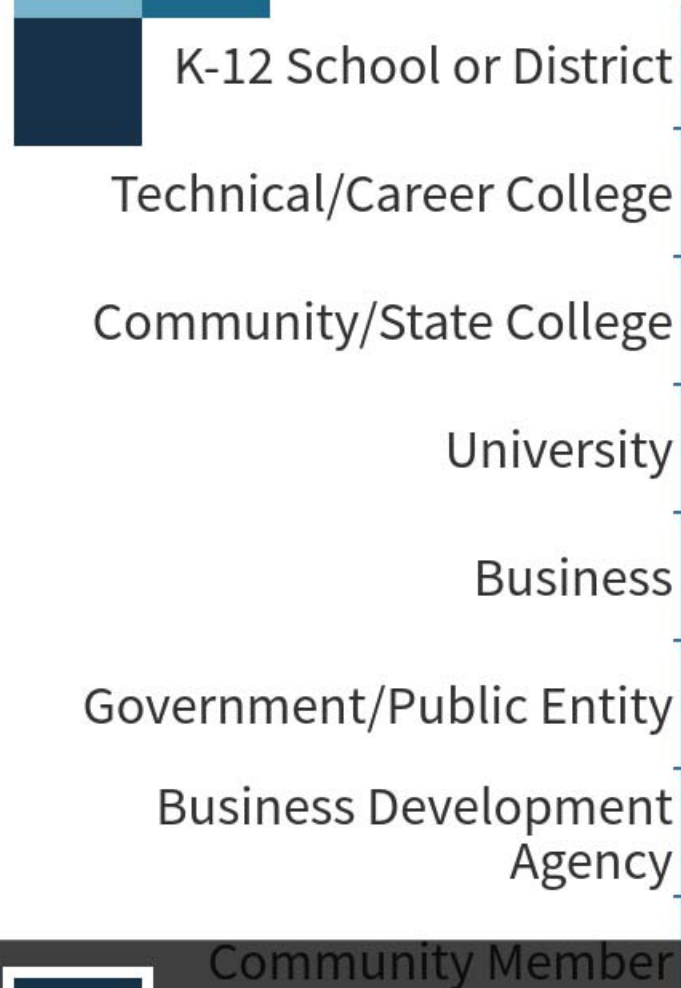 K-12 School or District
Technical/Career College
Community/State College
University
Business
Government/Public Entity
Business Development
Agency
Community Member